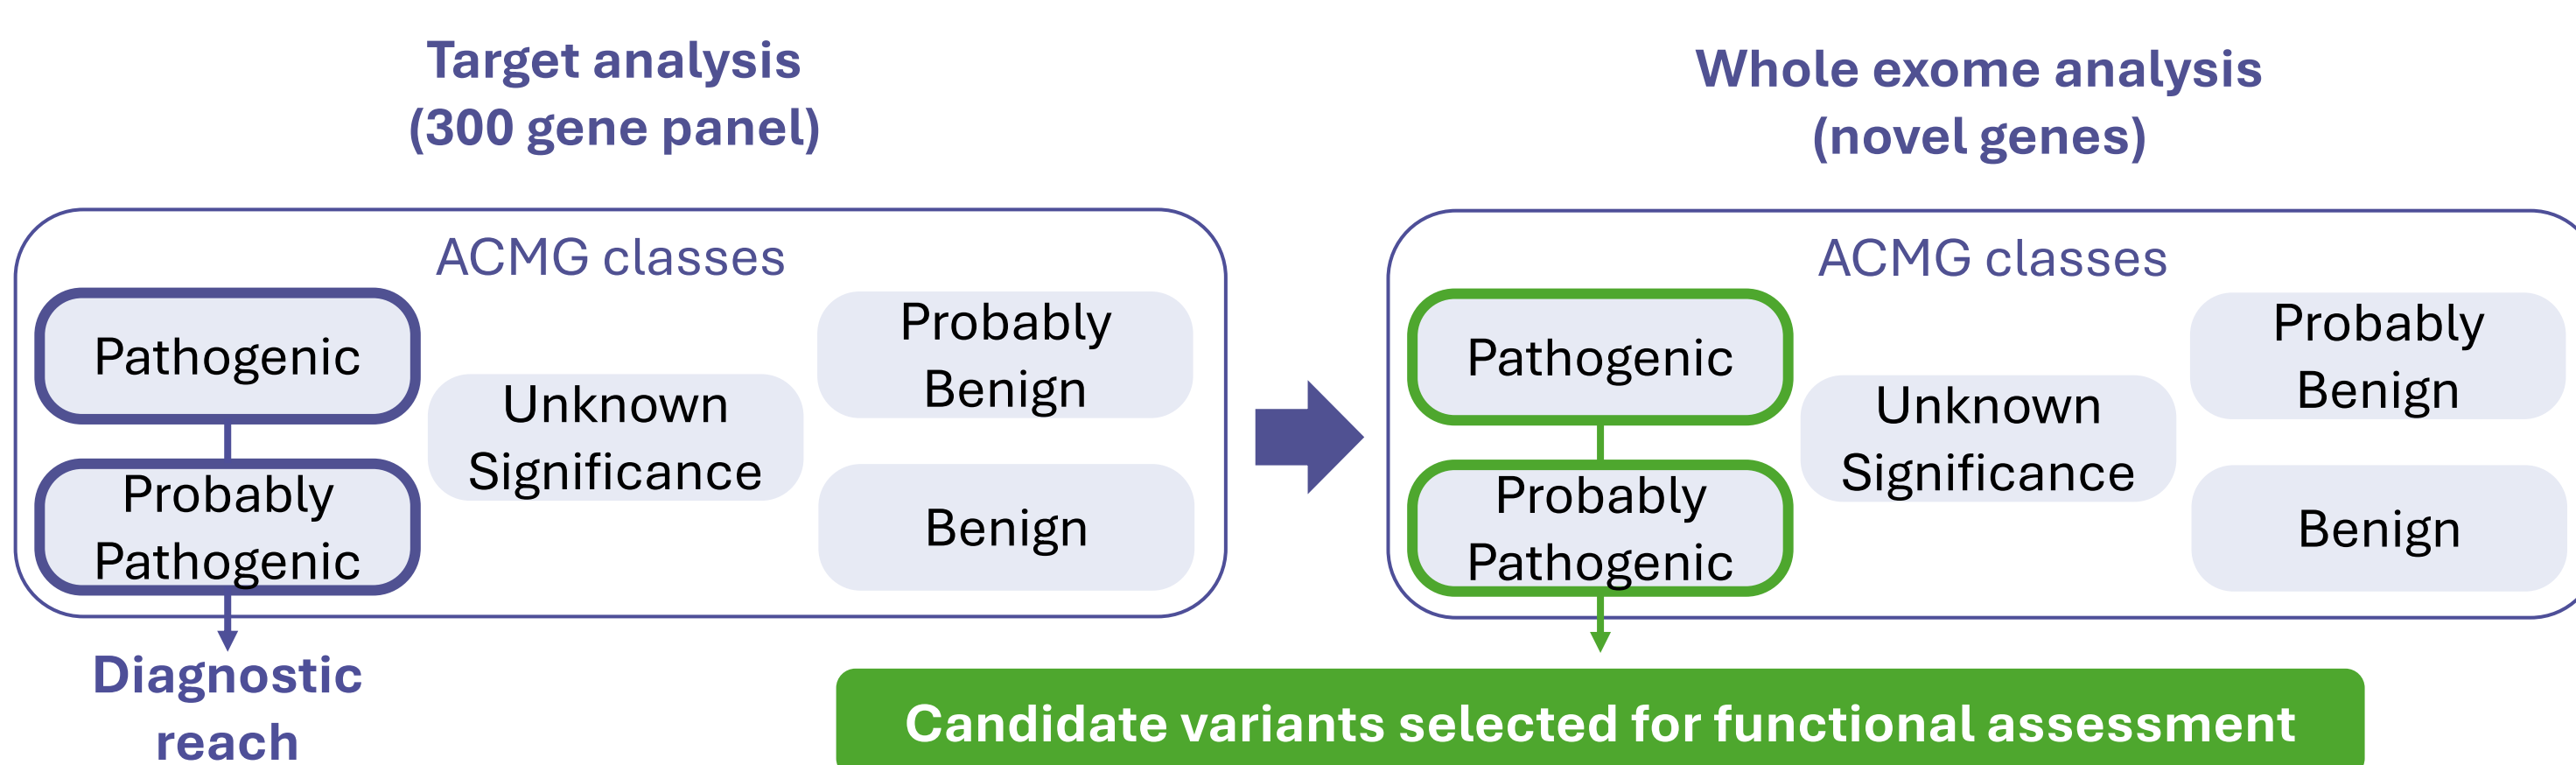 Target analysis
(300 gene panel)
ACMG classes
Pathogenic
Probably
Pathogenic
Unknown
Significance
Probably
Benign
Benign
Diagnostic
reach
Whole exome analysis
(novel genes)
ACMG classes
Pathogenic
Probably
Pathogenic
Unknown
Significance
Probably
Benign
Benign
Candidate variants selected for functional assessment